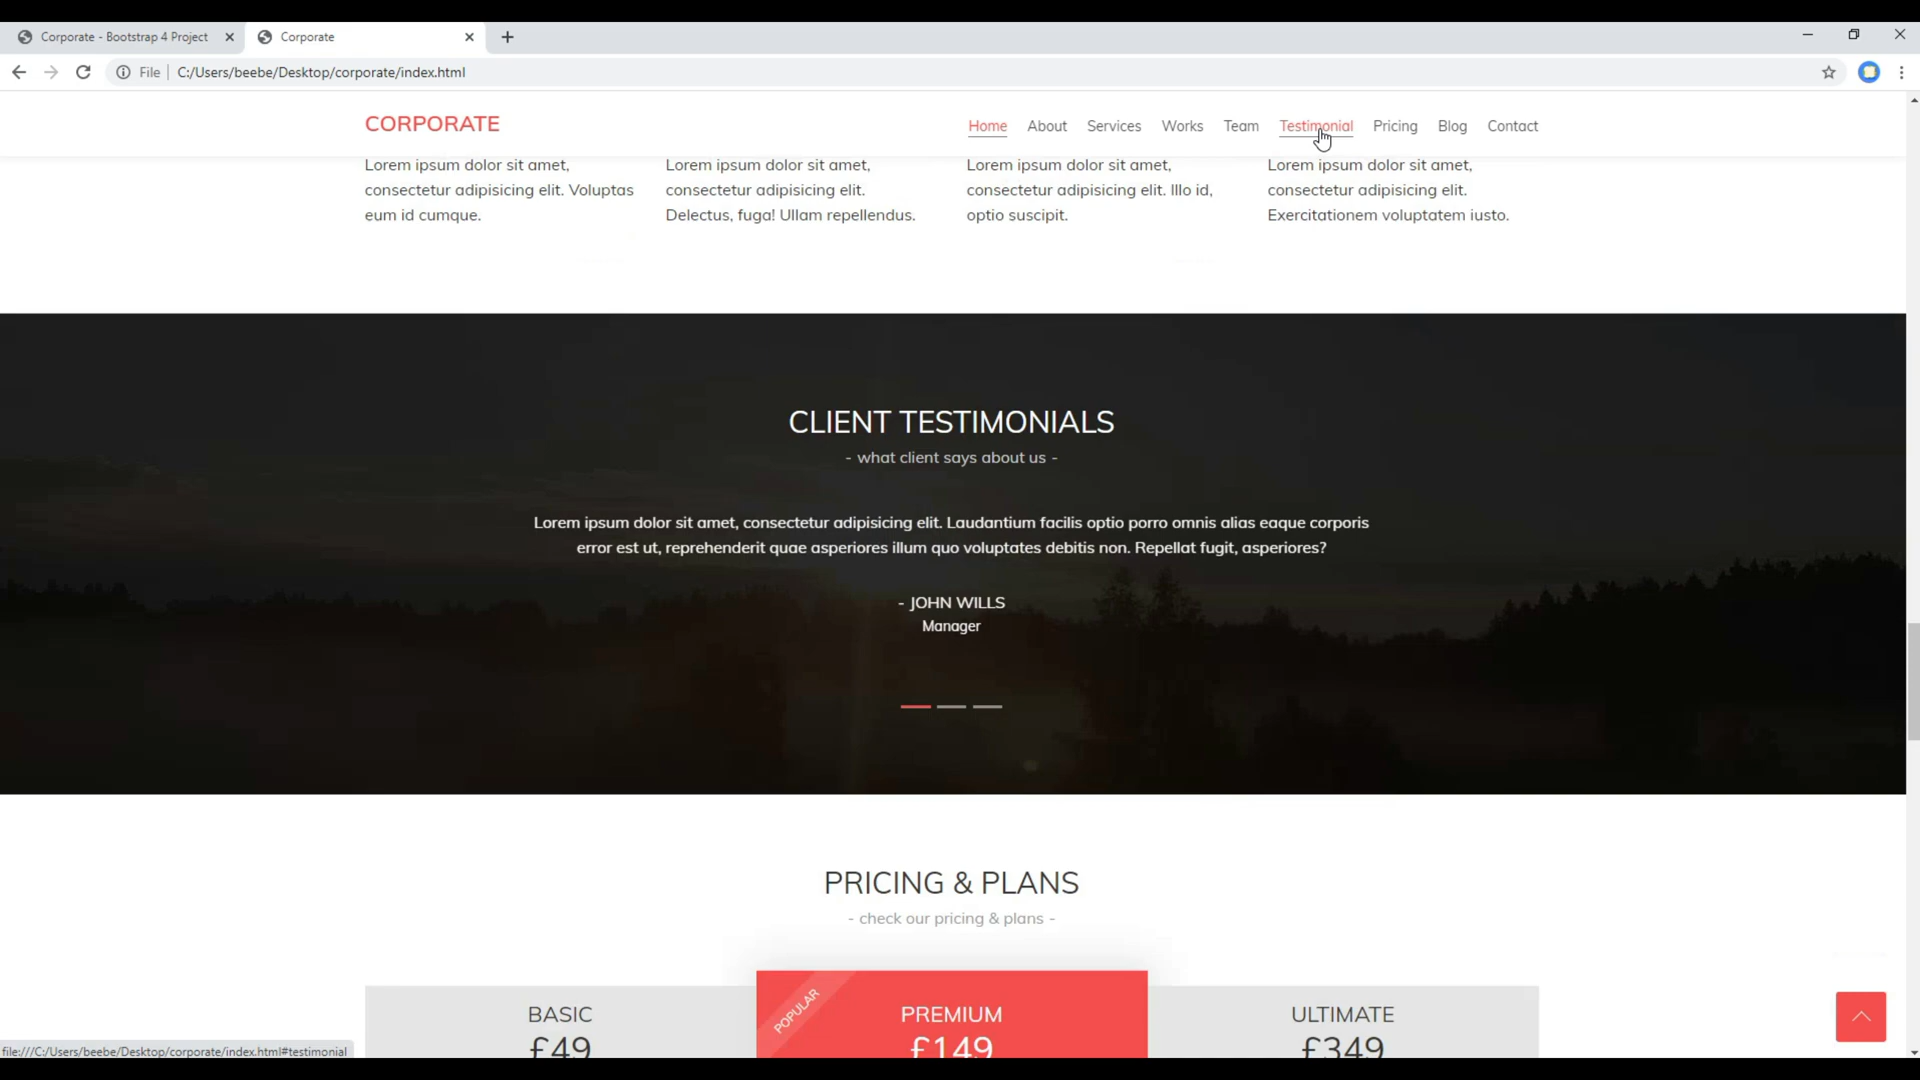 Corporate - Bootstrap 4 Project
Corporate
File
C:/Users/beebe/Desktop/corporate/index.html
CORPORATE
Home About Services Works Team Testimonial Pricing Blog Contact
Lorem ipsum dolor sit amet,
consectetur adipisicing elit. Voluptas
eum id cumque.
Lorem ipsum dolor sit amet,
consectetur adipisicing elit.
Delectus, fuga! Ullam repellendus.
Lorem ipsum dolor sit amet,
consectetur adipisicing elit. Illo id,
optio suscipit.
Lorem ipsum dolor sit amet,
consectetur adipisicing elit.
Exercitationem voluptatem iusto.
CLIENT TESTIMONIALS
- what client says about us -
Lorem ipsum dolor sit amet, consectetur adipisicing elit. Laudantium facilis optio porro omnis alias eaque corporis
error est ut, reprehenderit quae asperiores illum quo voluptates debitis non. Repellat fugit, asperiores?
- JOHN WILLS
Manager
PRICING & PLANS
- check our pricing & plans -
BASIC
£49
POPULAR
PREMIUM
£149
ULTIMATE
£349
file:///C:/Users/beebe/Desktop/corporate/index.html#testimonial